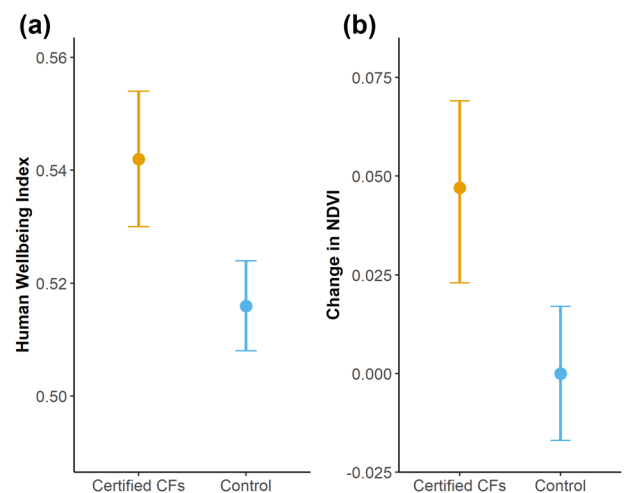 (a)
Human Wellbeing Index
0.56
0.54
0.52
0.50
Certified CFs
Control
(b)
Change in NDVI
0.075
0.050
0.025
0.000
-0.025
Certified CFs
Control